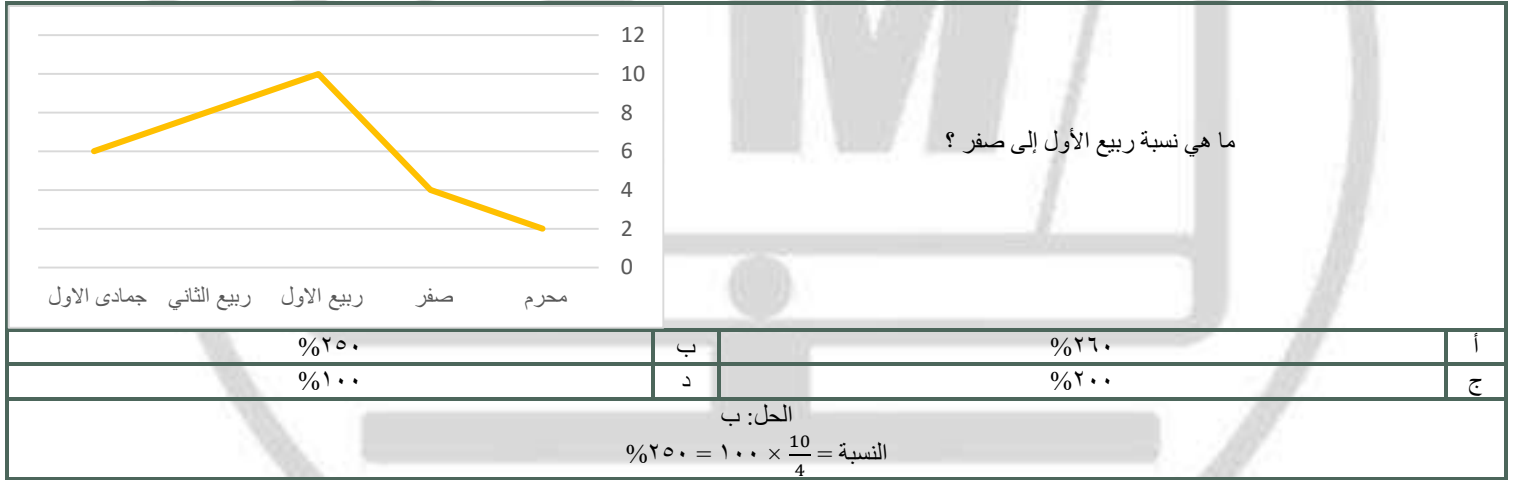 12
10
8
6
4
2
0
محرم صفر ربيع الاول ربيع الثاني جمادى الاول
ما هي نسبة ربيع الأول إلى صفر ؟
أ ٢٦٠% ب ٢٥٠%
ج ٢٠٠% د ١٠٠%
الحل: ب
النسبة = 10/4 × ١٠٠ = ٢٥٠%